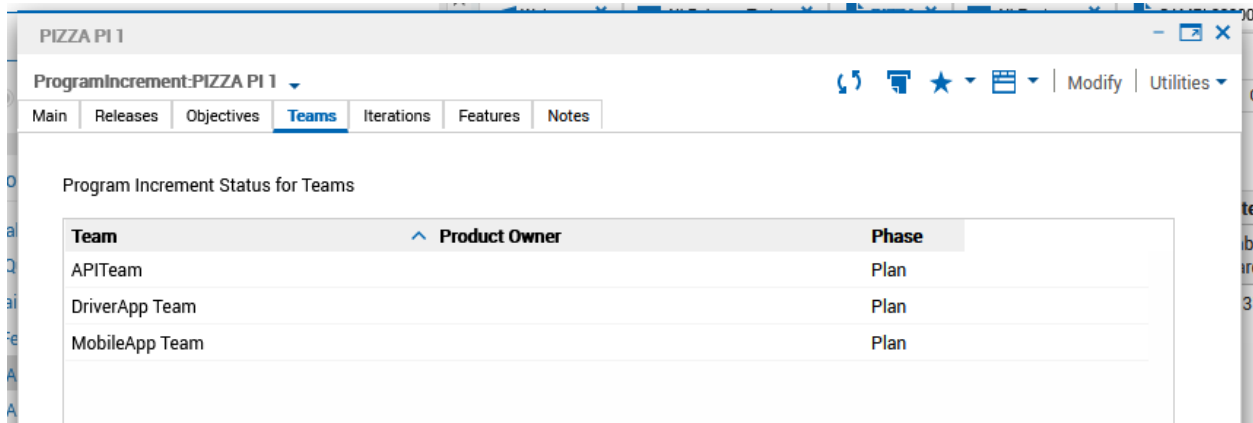 PIZZA PI 1
ProgramIncrement:PIZZA PI 1
Modify
Utilities
Main Releases Objectives Teams Iterations Features Notes
Program Increment Status for Teams
Team Product Owner Phase
APITeam Plan
DriverApp Team Plan
MobileApp Team Plan